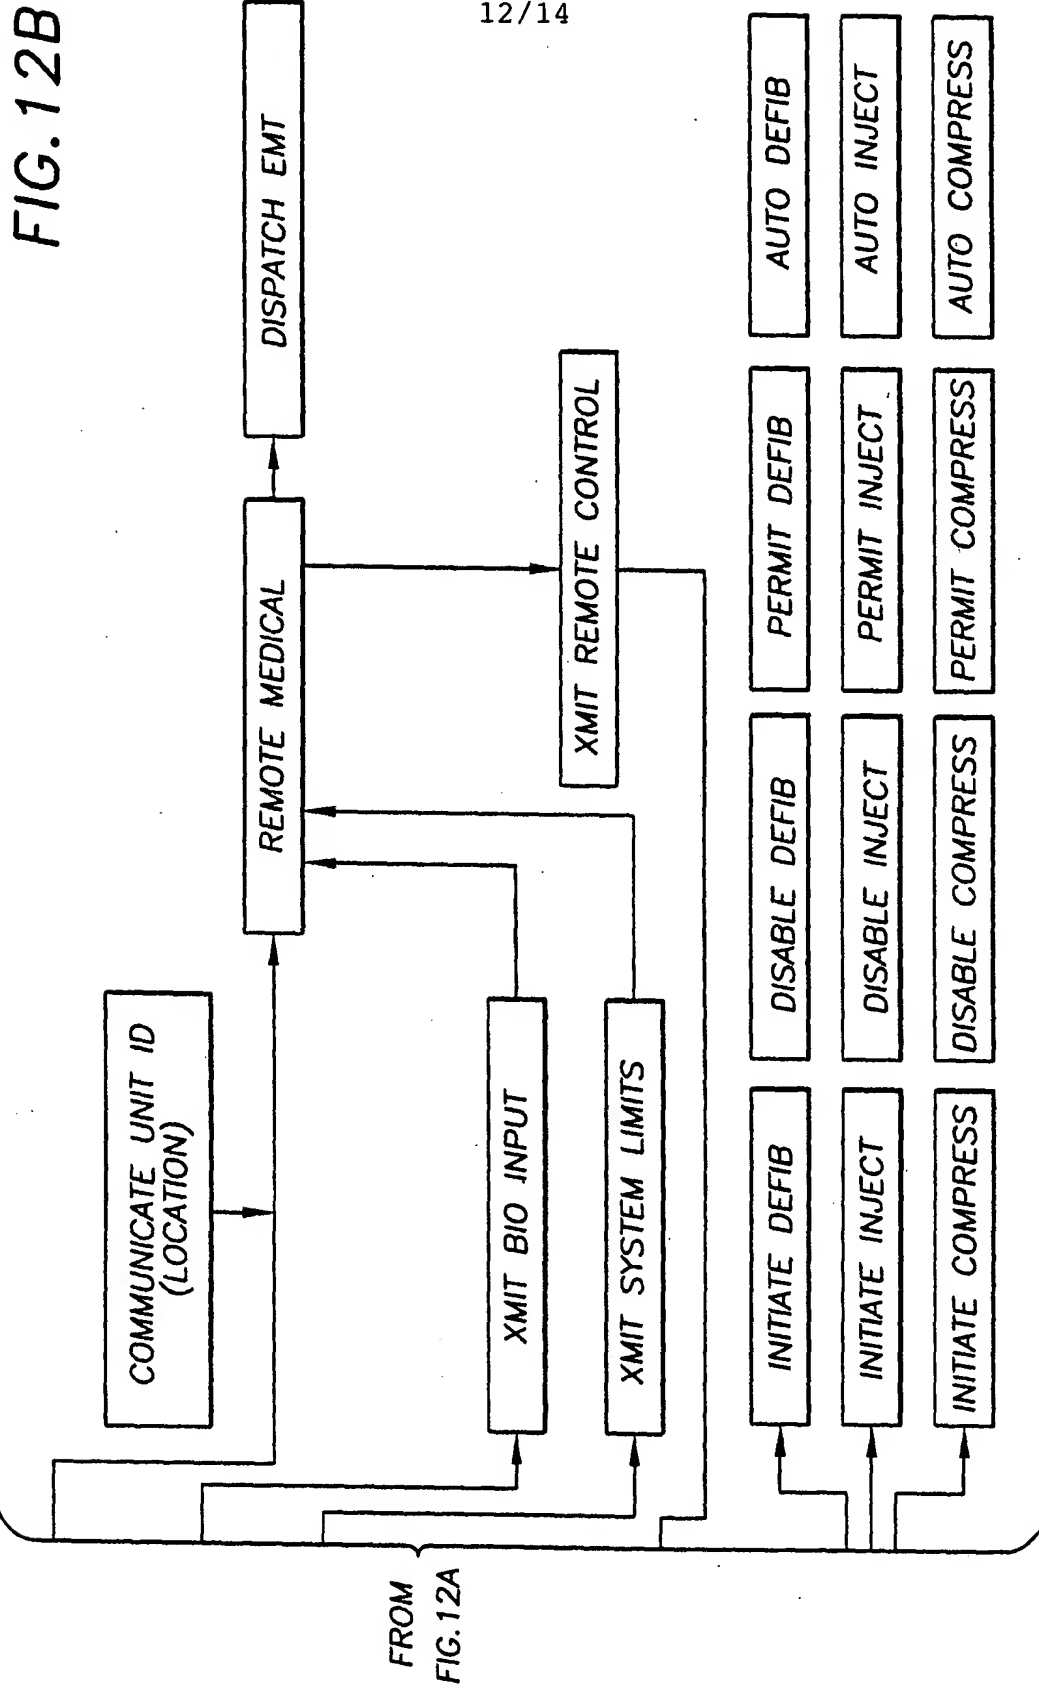 12/14
FIG.12B
COMMUNICATE UNIT ID
(LOCATION)
REMOTE MEDICAL
DISPATCH EMT
XMIT BIO INPUT
XMIT SYSTEM LIMITS
XMIT REMOTE CONTROL
FROM
FIG.12A
INITIATE DEFIB
DISABLE DEFIB
PERMIT DEFIB
AUTO DEFIB
INITIATE INJECT
DISABLE INJECT
PERMIT INJECT
AUTO INJECT
INITIATE COMPRESS
DISABLE COMPRESS
PERMIT COMPRESS
AUTO COMPRESS